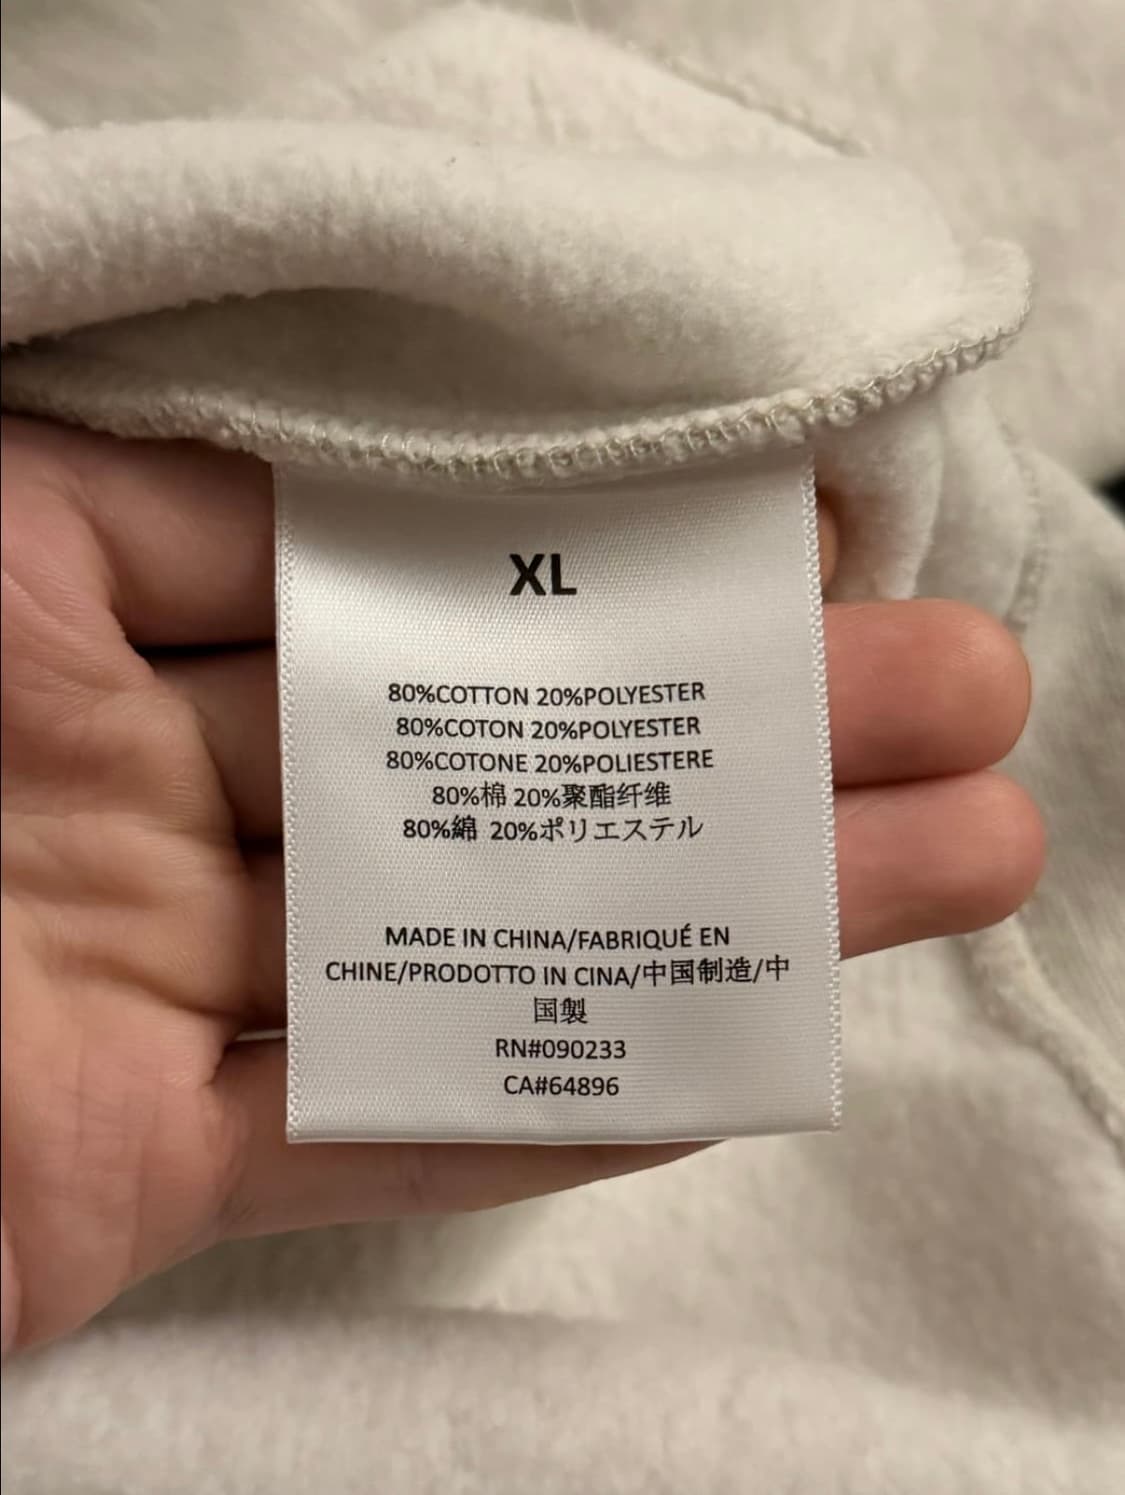 XL
80%COTTON 20%POLYESTER
80%COTON 20%POLYESTER
80%COTONE 20%POLIESTERE
80%棉 20%聚酯纤维
80%綿 20%ポリエステル
MADE IN CHINA/FABRIQUÉ EN
CHINE/PRODOTTO IN CINA/中国制造/中
国製
RN#090233
CA#64896